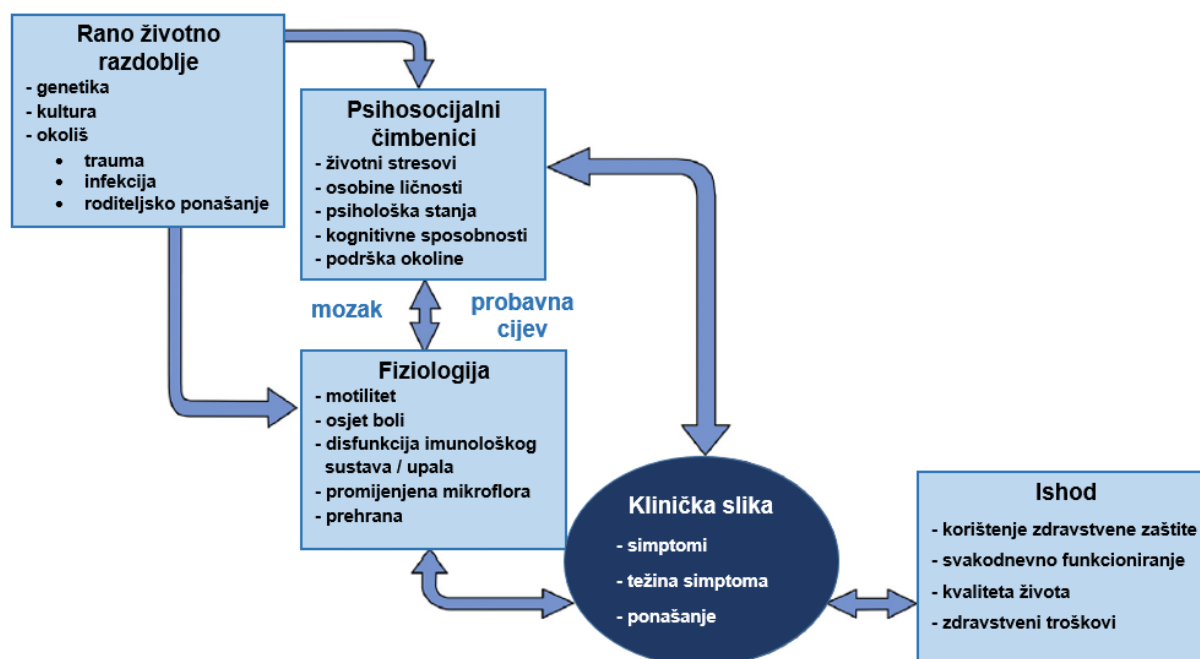 Rano životno
razdoblje
- genetika
- kultura
- okoliš
• trauma
• infekcija
• roditeljsko ponašanje
Psihosocijalni
čimbenici
- životni stresovi
- osobine ličnosti
- psihološka stanja
- kognitivne sposobnosti
- podrška okoline
mozak
probavna
cijev
Fiziologija
- motilitet
- osjet boli
- disfunkcija imunološkog
sustava / upala
- promijenjena mikroflora
- prehrana
Klinička slika
- simptomi
- težina simptoma
- ponašanje
Ishod
- korištenje zdravstvene zaštite
- svakodnevno funkcioniranje
- kvaliteta života
- zdravstveni troškovi